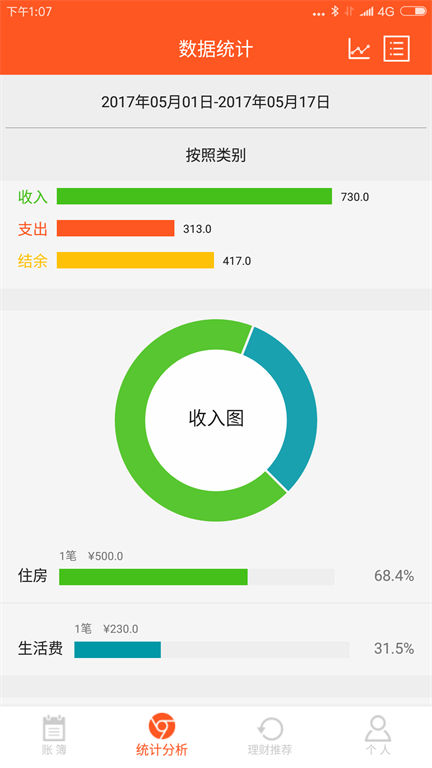 下午1:07
4G
数据统计
2017年05月01日-2017年05月17日
按照类别
收入 730.0
支出 313.0
结余 417.0
收入图
1笔 ¥500.0
住房 68.4%
1笔 ¥230.0
生活费 31.5%
账 簿 统计分析 理财推荐 个 人